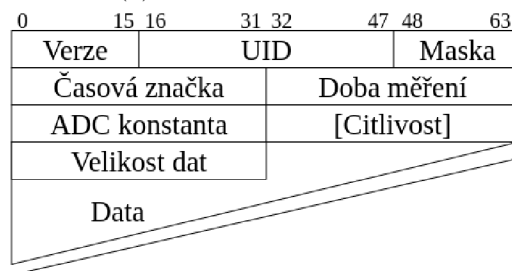 0 15 16 31 32 47 48 63
Verze UID Maska
Časová značka Doba měření
ADC konstanta [Citlivost]
Velikost dat
Data